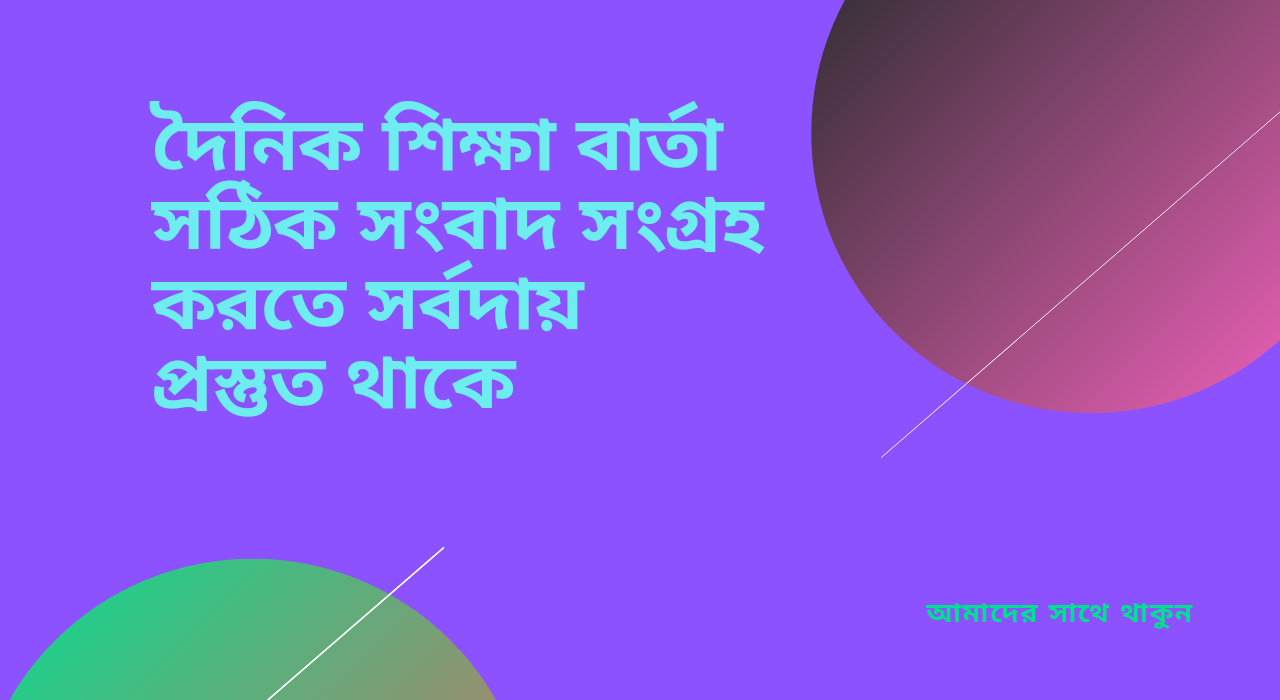 দৈনিক শিক্ষা বার্তা
সঠিক সংবাদ সংগ্রহ
করতে সর্বদায়
প্রস্তুত থাকে
আমাদের সাথে থাকুন